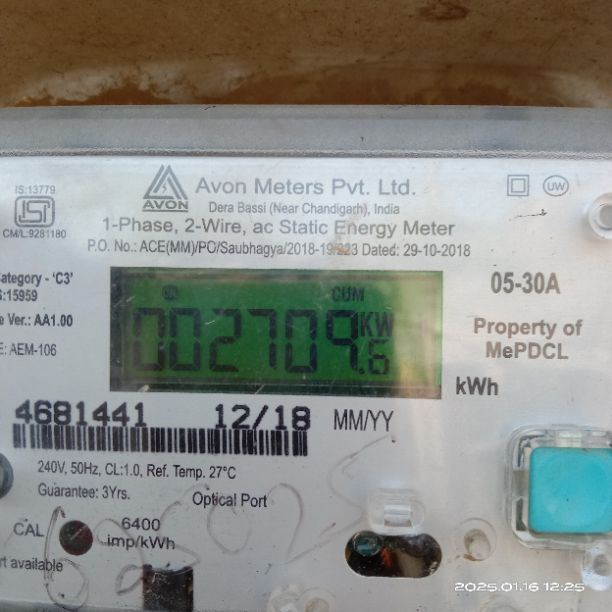 IS:13779
CM/L:9281180
AVON
Avon Meters Pvt. Ltd.
Dera Bassi (Near Chandigarh), India
UW
1-Phase, 2-Wire, ac Static Energy Meter
P.O. No.: ACE(MM)/PO/Saubhagya/2018-19/223 Dated: 29-10-2018
Category - 'C3'
S:15959
e Ver.: AA1.00
E: AEM-106
CUM
002709.6 KW
05-30A
Property of
MePDCL
kWh
4681441 12/18 MM/YY
240V, 50Hz, CL:1.0, Ref. Temp. 27°C
Guarantee: 3Yrs.
Optical Port
CAL
6400
imp/kWh
rt available
2025.01.16 12:25